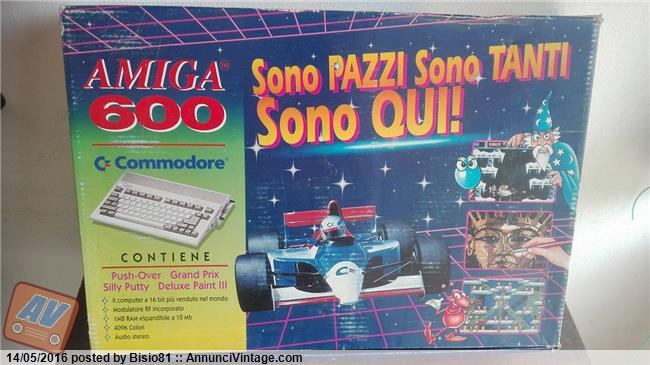 AMIGA™
600
Commodore®
Sono PAZZI Sono TANTI
Sono QUI!
CONTIENE
Push-Over Grand Prix
Silly Putty Deluxe Paint III
Il computer a 16 bit più venduto nel mondo
Modulatore RF incorporato
1MB RAM espandibile a 10 Mb
4096 Colori
Audio stereo
AV
14/05/2016 posted by Bisio81 :: AnnunciVintage.com